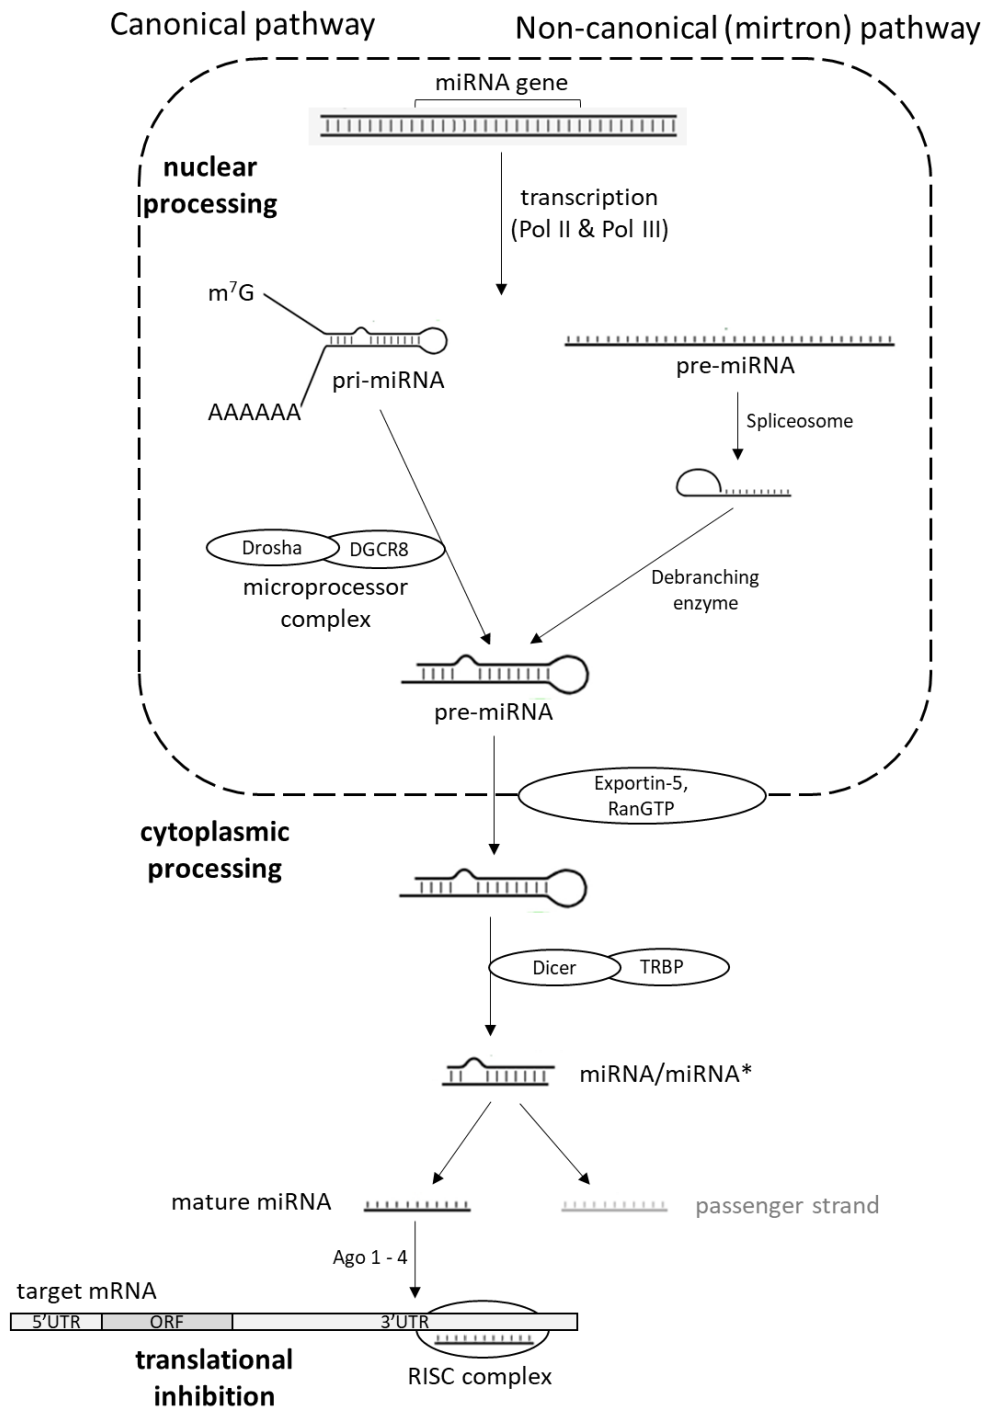 Canonical pathway
Non-canonical (mirtron) pathway
miRNA gene
nuclear
processing
transcription
(Pol II & Pol III)
m⁷G
pri-miRNA
AAAAAA
pre-miRNA
Spliceosome
Drosha
DGCR8
microprocessor
complex
Debranching
enzyme
pre-miRNA
Exportin-5,
RanGTP
cytoplasmic
processing
Dicer
TRBP
miRNA/miRNA*
mature miRNA
passenger strand
Ago 1 - 4
target mRNA
5'UTR
ORF
3'UTR
translational
inhibition
RISC complex